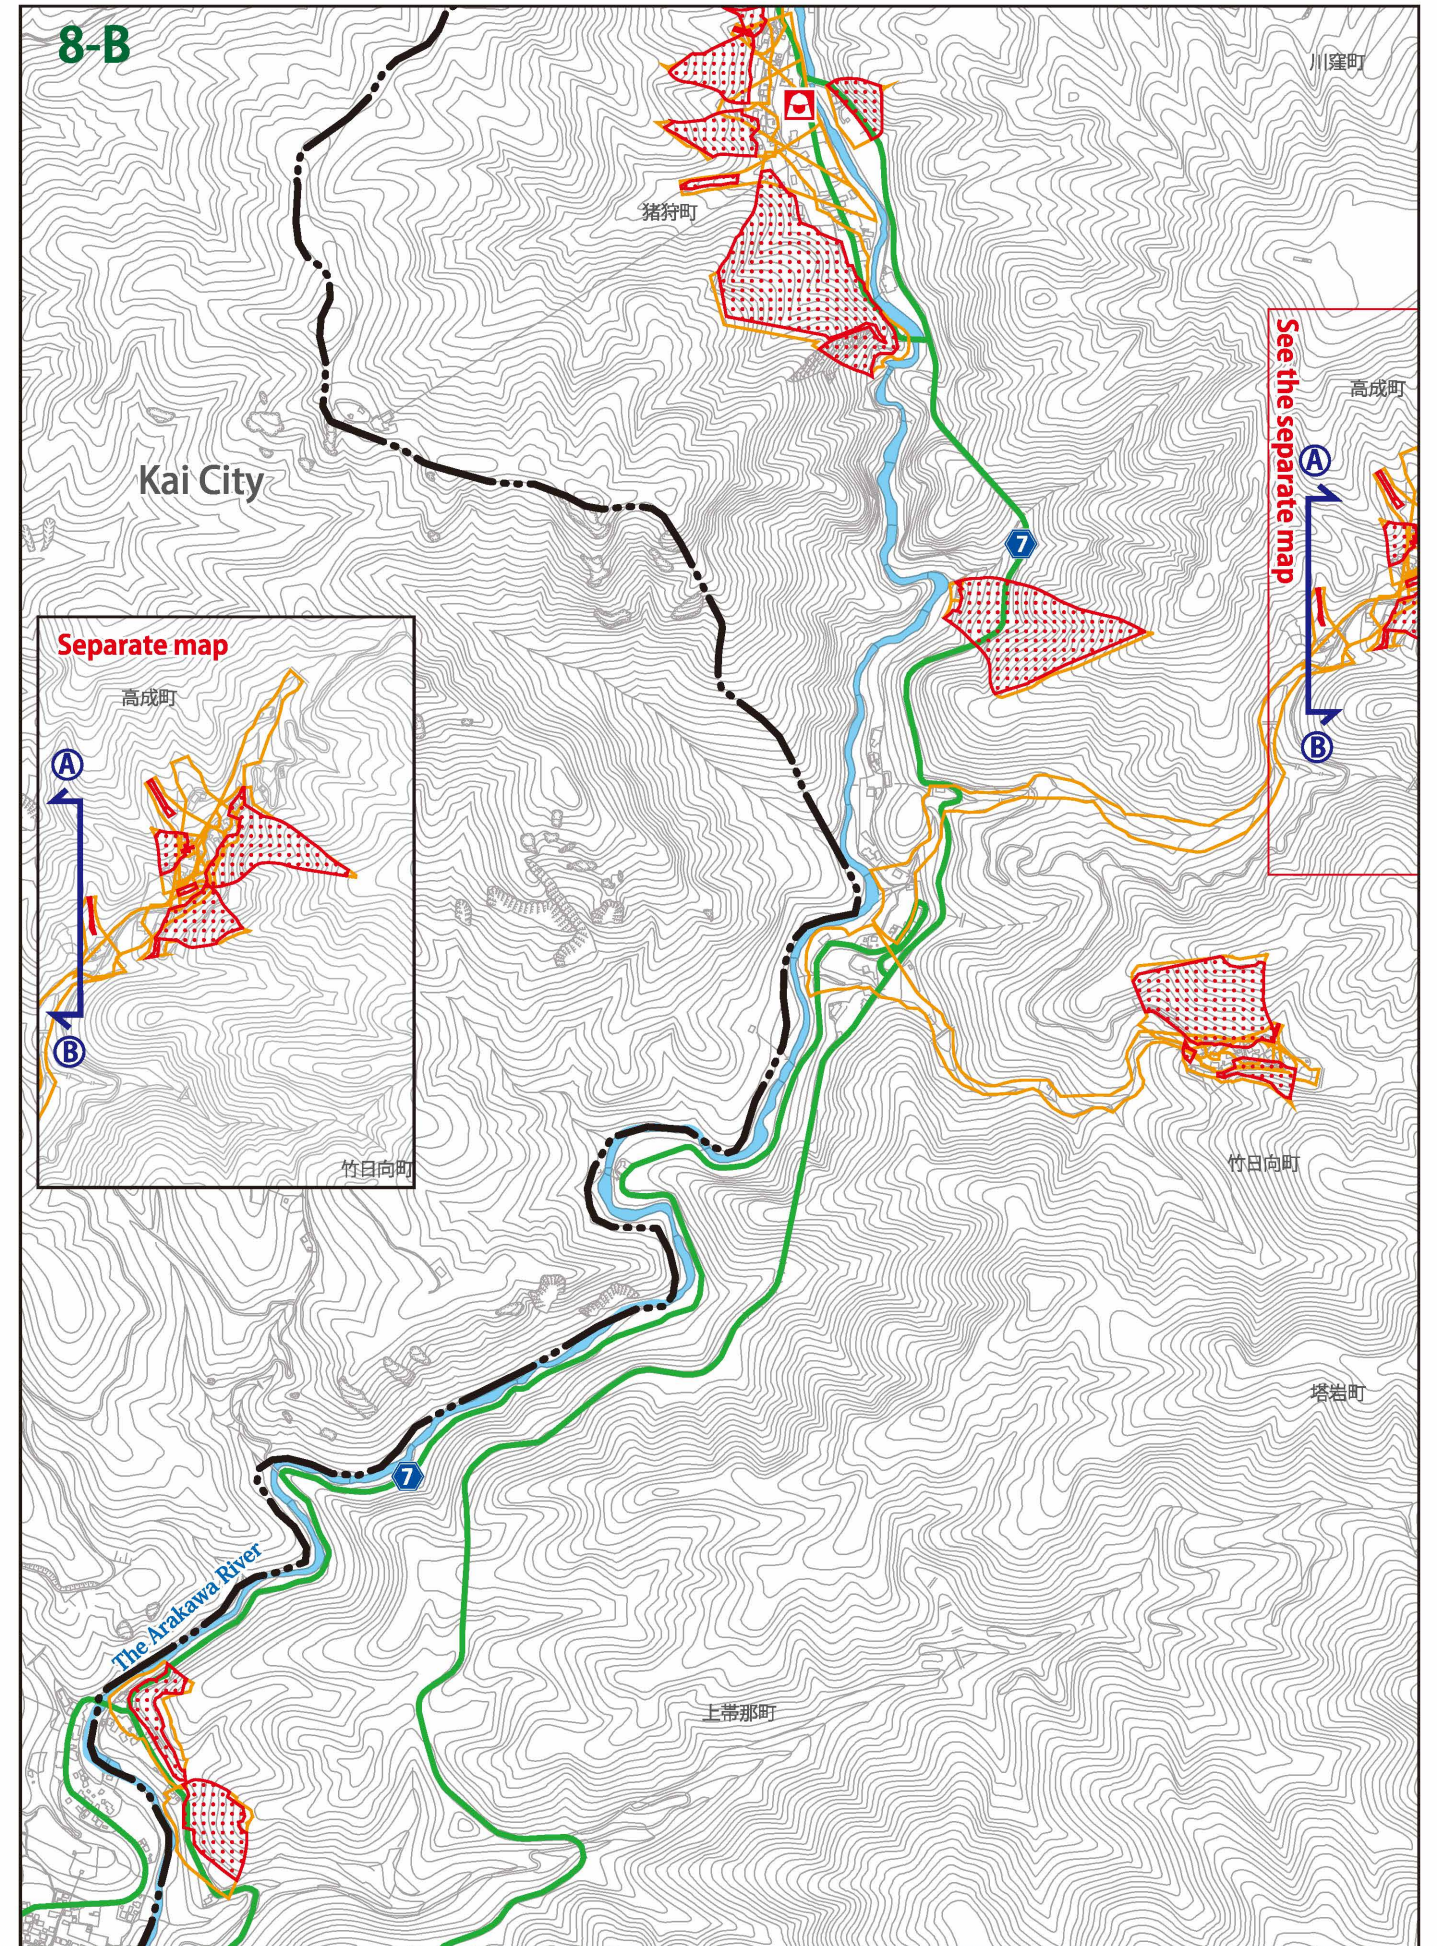 8-B
川窪町
猪狩町
See the separate map
高成町
A
Kai City
7
Separate map
高成町
A
B
B
竹日向町
竹日向町
塔岩町
7
The Arakawa River
上帯那町